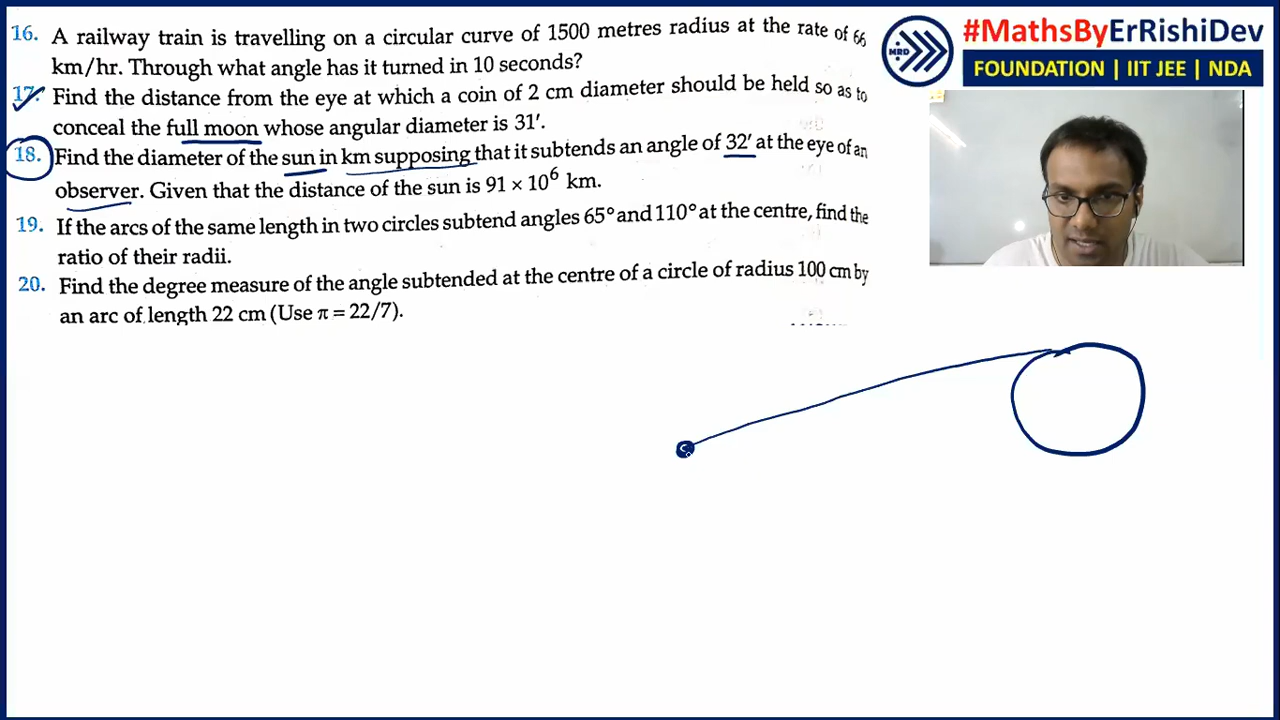 16. A railway train is travelling on a circular curve of 1500 metres radius at the rate of 66
km/hr. Through what angle has it turned in 10 seconds?
17. Find the distance from the eye at which a coin of 2 cm diameter should be held so as to
conceal the full moon whose angular diameter is 31′.
18. Find the diameter of the sun in km supposing that it subtends an angle of 32′ at the eye of an
observer. Given that the distance of the sun is 91 × 10⁶ km.
19. If the arcs of the same length in two circles subtend angles 65° and 110° at the centre, find the
ratio of their radii.
20. Find the degree measure of the angle subtended at the centre of a circle of radius 100 cm by
an arc of length 22 cm (Use π = 22/7).
MRD
#MathsByErRishiDev
FOUNDATION | IIT JEE | NDA